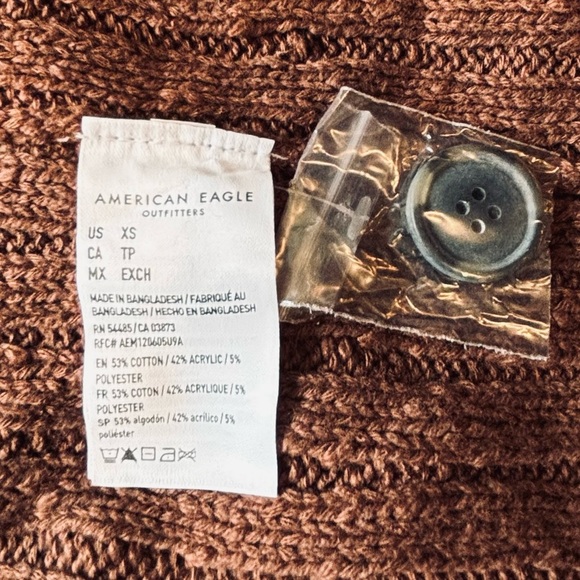 AMERICAN EAGLE
OUTFITTERS
US XS
CA TP
MX EXCH
MADE IN BANGLADESH / FABRIQUÉ AU
BANGLADESH / HECHO EN BANGLADESH
RN 54485 / CA 03873
RFC# AEM120605U9A
EN 53% COTTON / 42% ACRYLIC / 5%
POLYESTER
FR 53% COTON / 42% ACRYLIQUE / 5%
POLYESTER
SP 53% algodón / 42% acrílico / 5%
poliéster